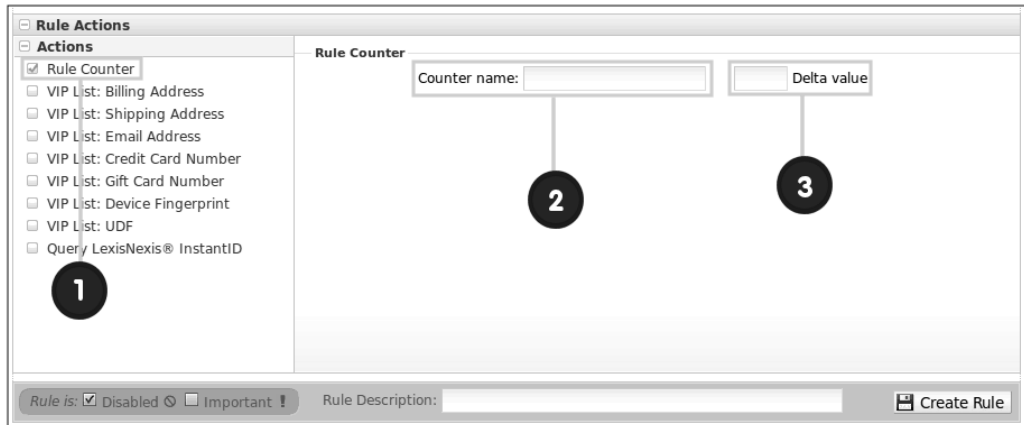 Rule Actions
Actions
Rule Counter
Rule Counter
Counter name:
Delta value
VIP List: Billing Address
VIP List: Shipping Address
VIP List: Email Address
VIP List: Credit Card Number
VIP List: Gift Card Number
VIP List: Device Fingerprint
VIP List: UDF
Query LexisNexis® InstantID
1
2
3
Rule is: Disabled Important !
Rule Description:
Create Rule